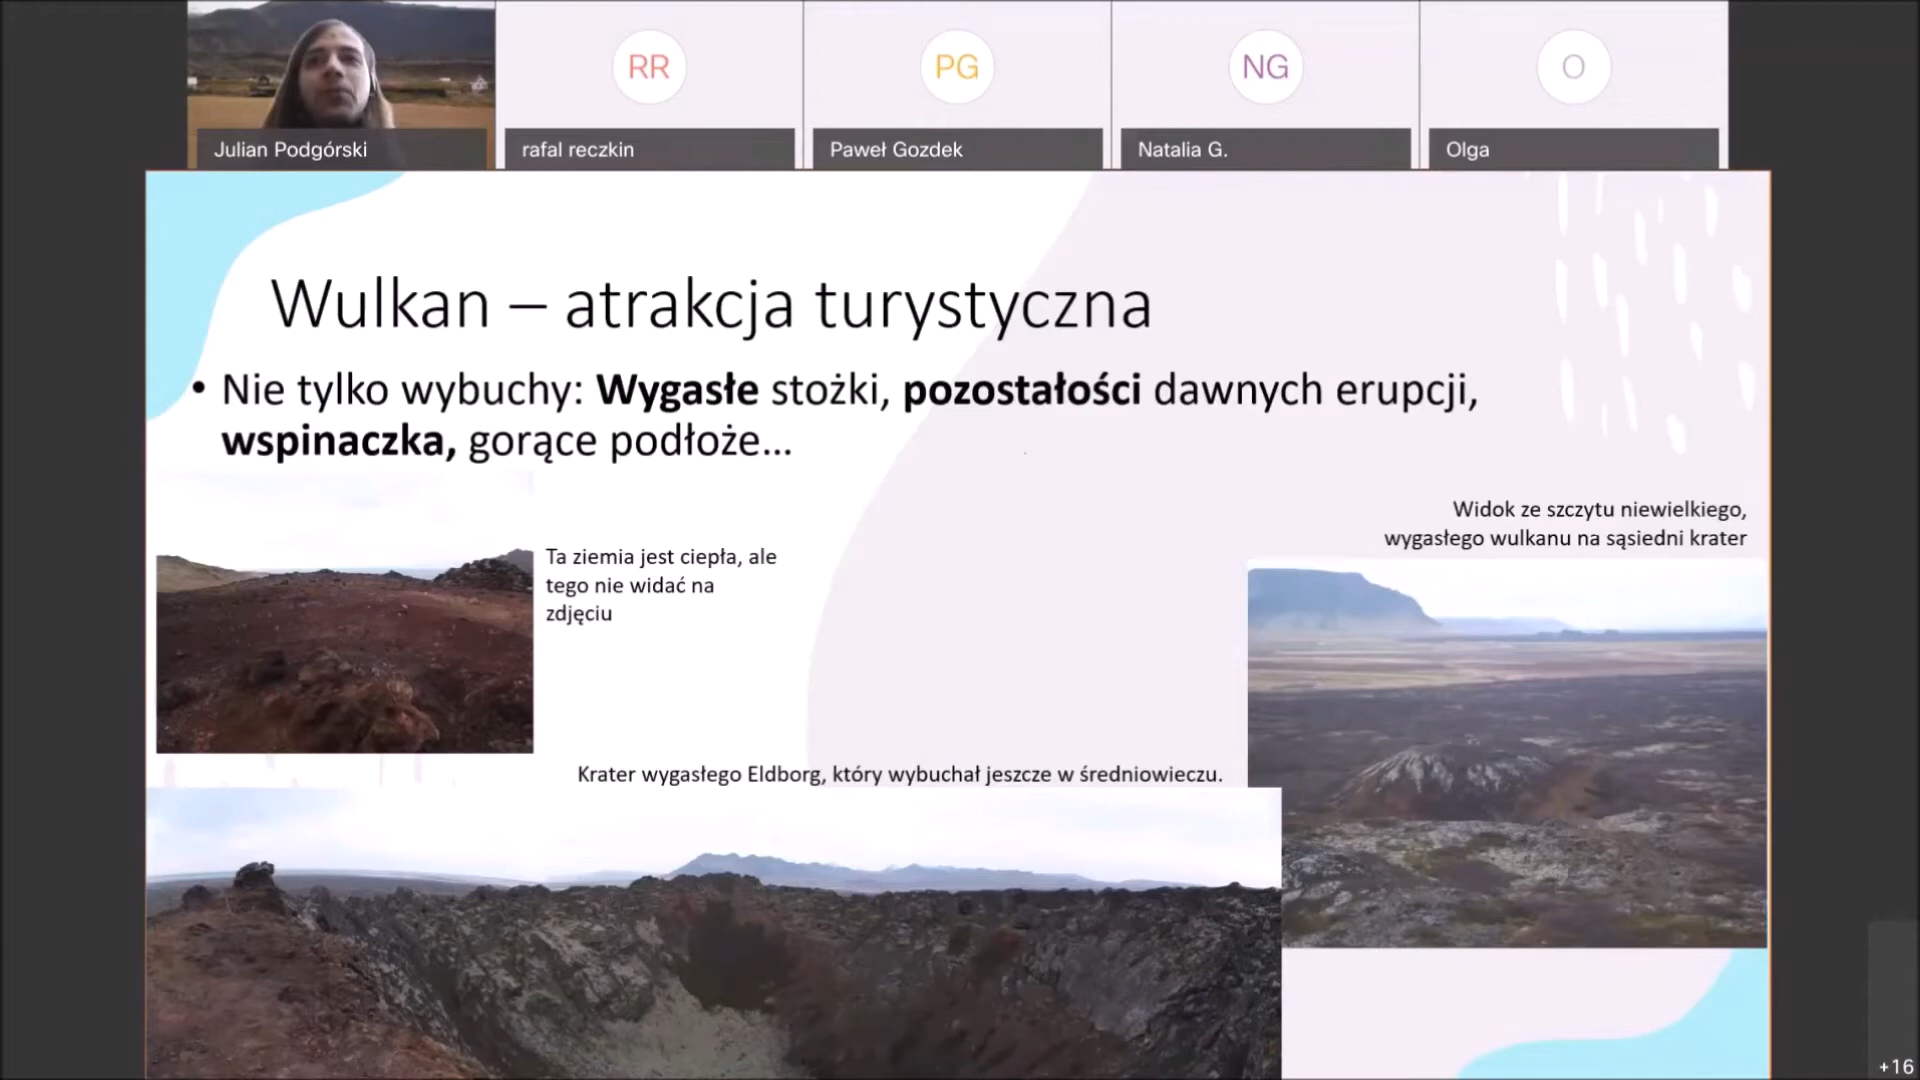 RR
PG
NG
O
Julian Podgórski
rafal reczkin
Paweł Gozdek
Natalia G.
Olga
Wulkan – atrakcja turystyczna
• Nie tylko wybuchy: Wygasłe stożki, pozostałości dawnych erupcji,
wspinaczka, gorące podłoże...
Ta ziemia jest ciepła, ale
tego nie widać na
zdjęciu
Widok ze szczytu niewielkiego,
wygasłego wulkanu na sąsiedni krater
Krater wygasłego Eldborg, który wybuchał jeszcze w średniowieczu.
+16